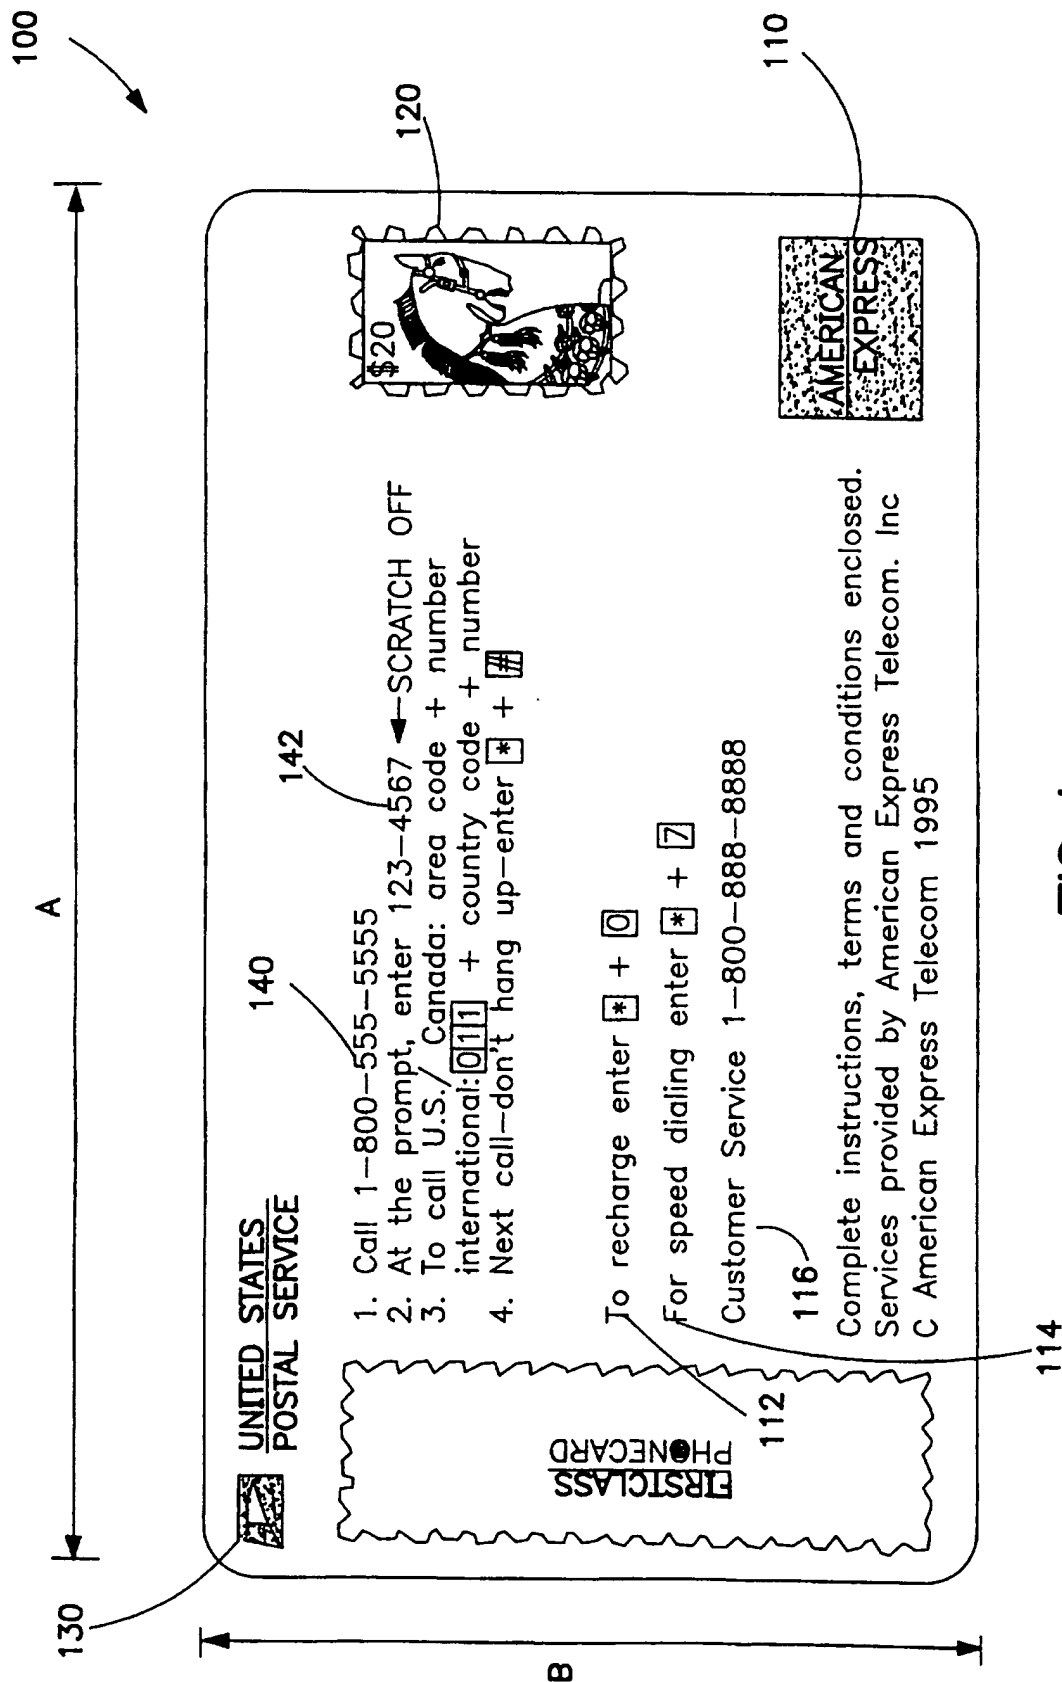 100
A
120
110
140
142
130
UNITED STATES
POSTAL SERVICE
$20
1. Call 1-800-555-5555
2. At the prompt, enter 123-4567 ←SCRATCH OFF
3. To call U.S./ Canada: area code + number
international: 011 + country code + number
4. Next call-don't hang up-enter * + #
B
FIRSTCLASS
PHONECARD
To recharge enter * + 0
For speed dialing enter * + 7
Customer Service 1-800-888-8888
112
116
114
AMERICAN
EXPRESS
Complete instructions, terms and conditions enclosed.
Services provided by American Express Telecom. Inc
C American Express Telecom 1995